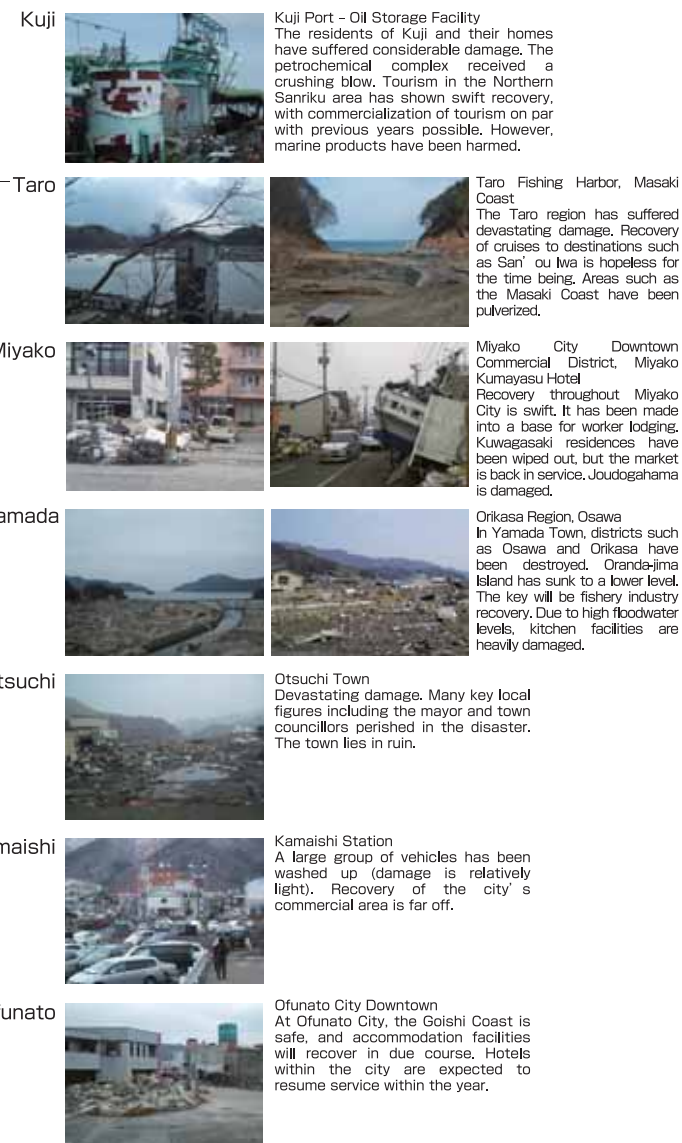 Kuji
Kuji Port – Oil Storage Facility
The residents of Kuji and their homes
have suffered considerable damage. The
petrochemical complex received a
crushing blow. Tourism in the Northern
Sanriku area has shown swift recovery,
with commercialization of tourism on par
with previous years possible. However,
marine products have been harmed.
Taro
Taro Fishing Harbor, Masaki
Coast
The Taro region has suffered
devastating damage. Recovery
of cruises to destinations such
as San' ou Iwa is hopeless for
the time being. Areas such as
the Masaki Coast have been
pulverized.
Miyako
Miyako City Downtown
Commercial District, Miyako
Kumayasu Hotel
Recovery throughout Miyako
City is swift. It has been made
into a base for worker lodging.
Kuwagasaki residences have
been wiped out, but the market
is back in service. Joudogahama
is damaged.
amada
Orikasa Region, Osawa
In Yamada Town, districts such
as Osawa and Orikasa have
been destroyed. Oranda-jima
Island has sunk to a lower level.
The key will be fishery industry
recovery. Due to high floodwater
levels, kitchen facilities are
heavily damaged.
tsuchi
Otsuchi Town
Devastating damage. Many key local
figures including the mayor and town
councillors perished in the disaster.
The town lies in ruin.
maishi
Kamaishi Station
A large group of vehicles has been
washed up (damage is relatively
light). Recovery of the city' s
commercial area is far off.
funato
Ofunato City Downtown
At Ofunato City, the Goishi Coast is
safe, and accommodation facilities
will recover in due course. Hotels
within the city are expected to
resume service within the year.